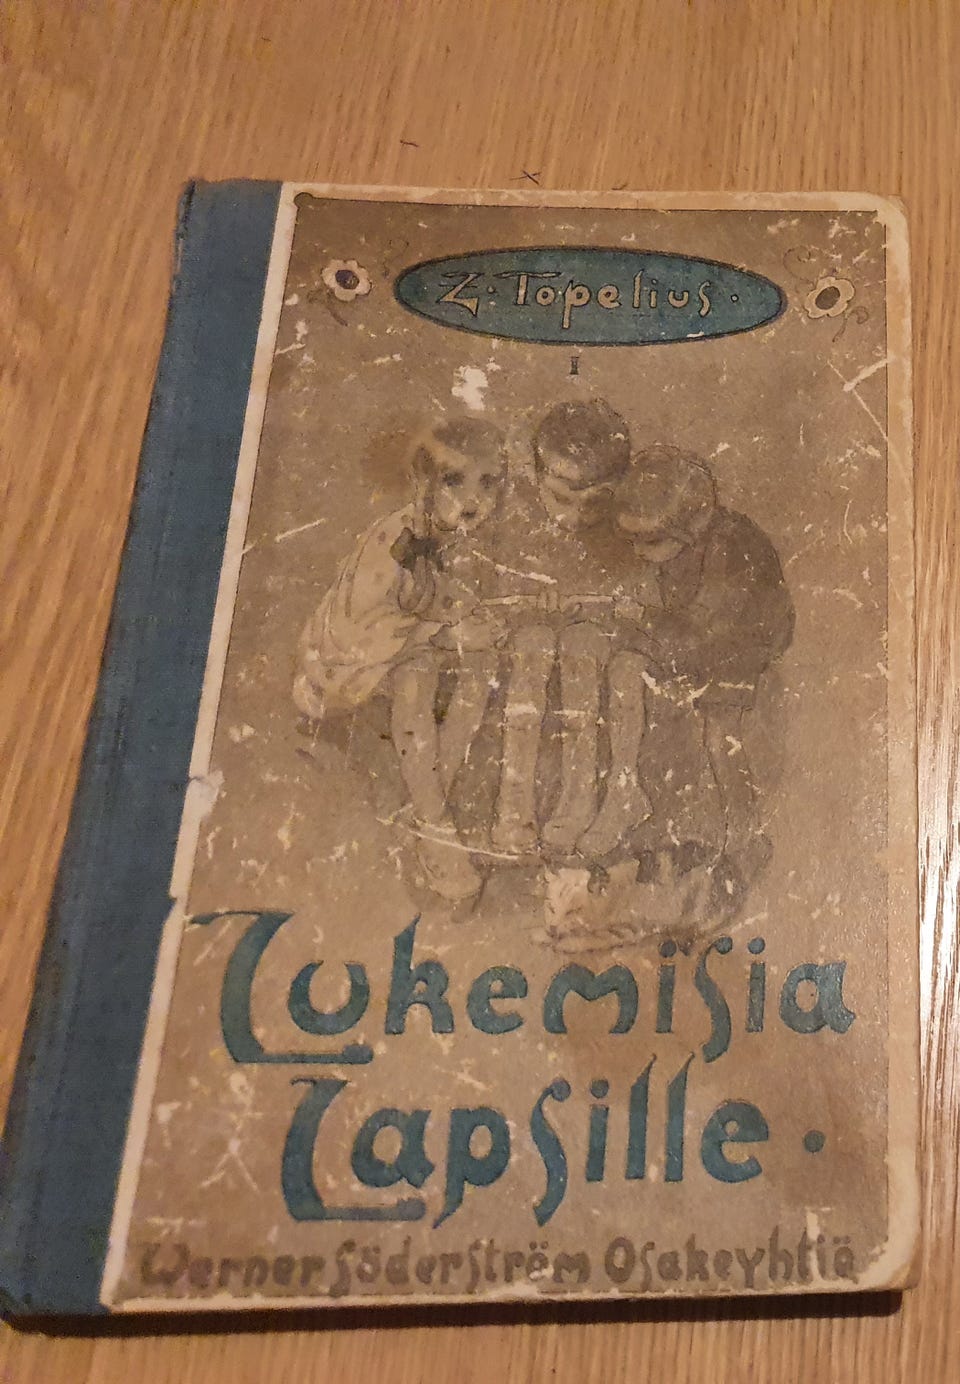 Z. Topelius.
I
Lukemisia
Lapsille.
Werner Söderström Osakeyhtiö